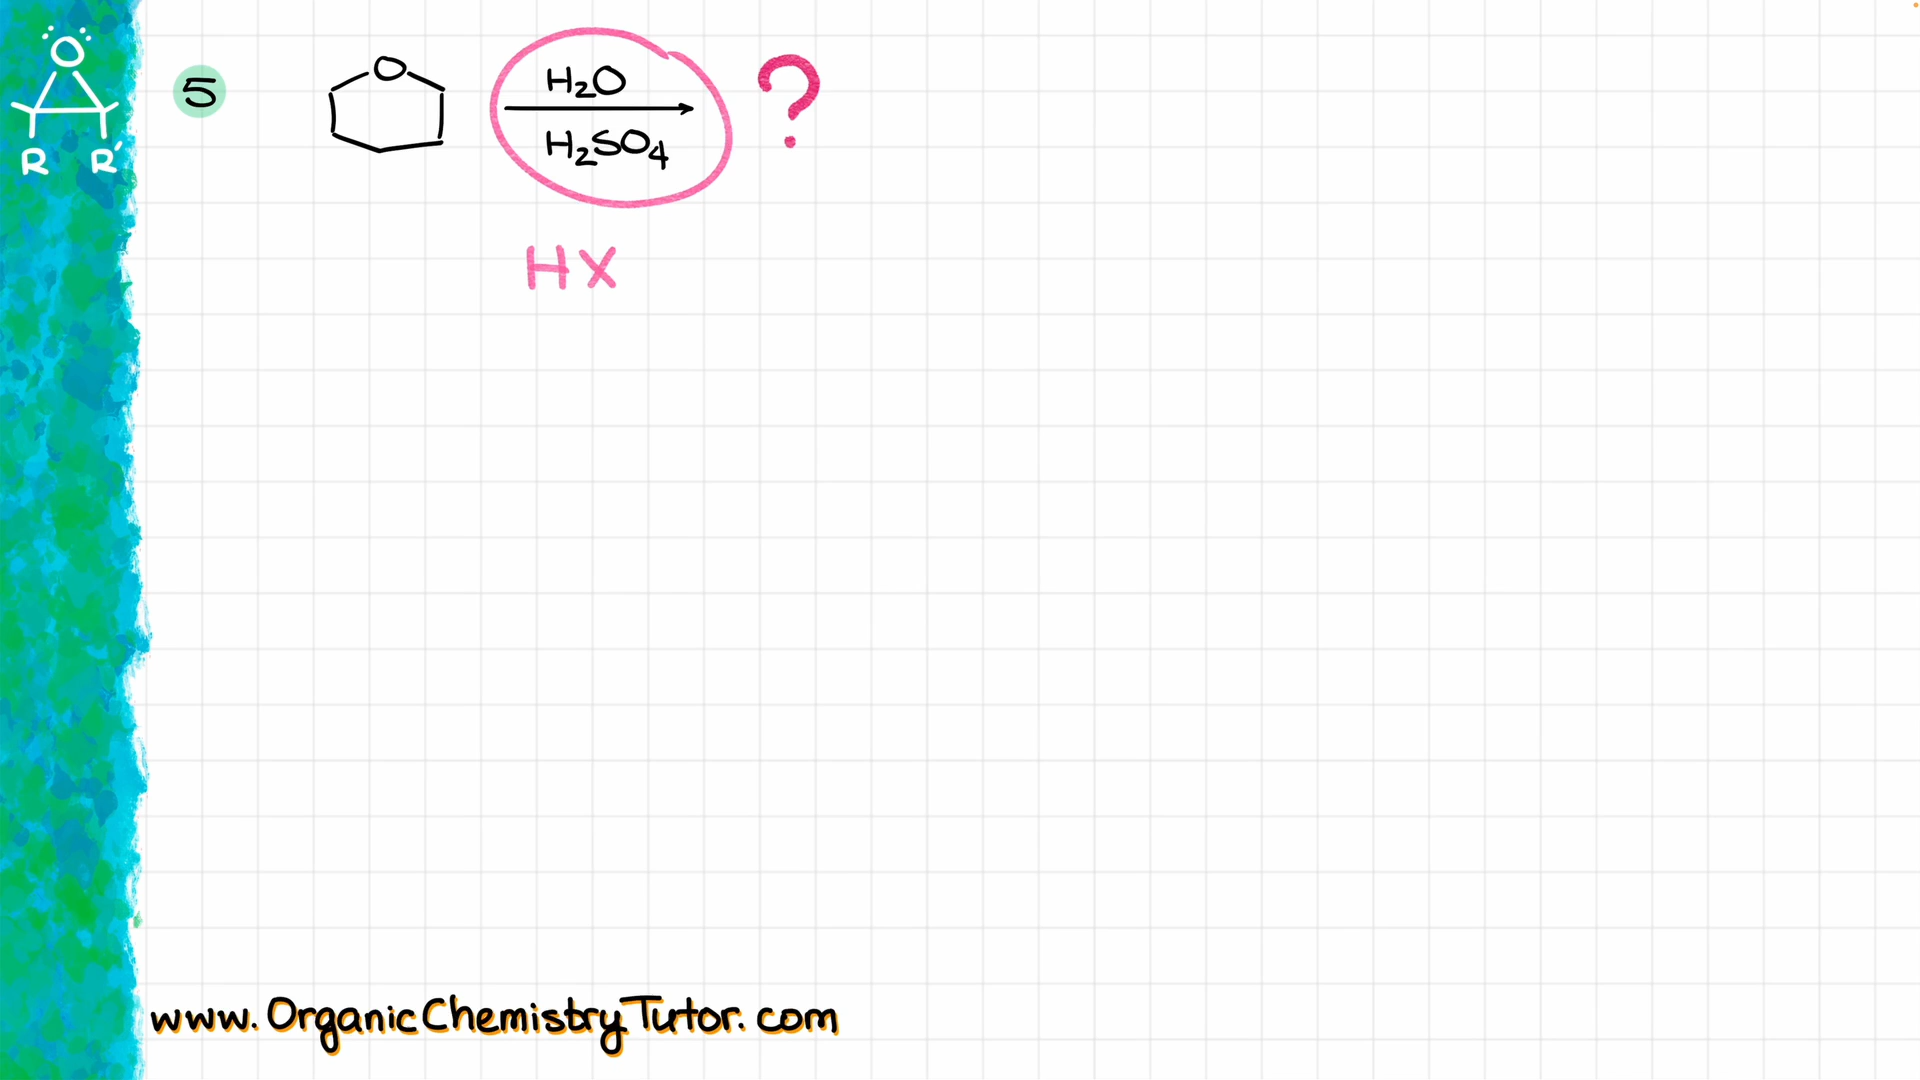 O
R R′
5
O
H₂O
H₂SO₄
?
HX
www.OrganicChemistryTutor.com